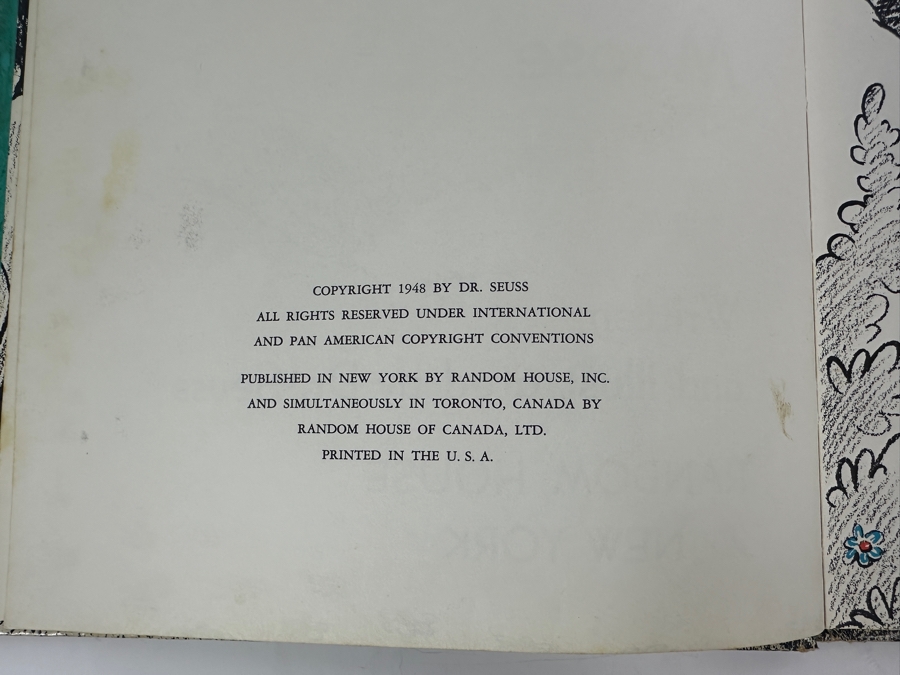 COPYRIGHT 1948 BY DR. SEUSS
ALL RIGHTS RESERVED UNDER INTERNATIONAL
AND PAN AMERICAN COPYRIGHT CONVENTIONS
PUBLISHED IN NEW YORK BY RANDOM HOUSE, INC.
AND SIMULTANEOUSLY IN TORONTO, CANADA BY
RANDOM HOUSE OF CANADA, LTD.
PRINTED IN THE U. S. A.